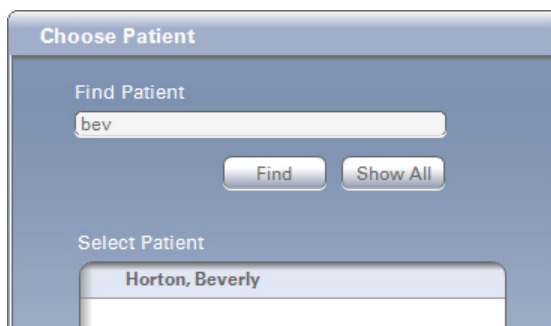 Choose Patient
Find Patient
bev
Find Show All
Select Patient
Horton, Beverly